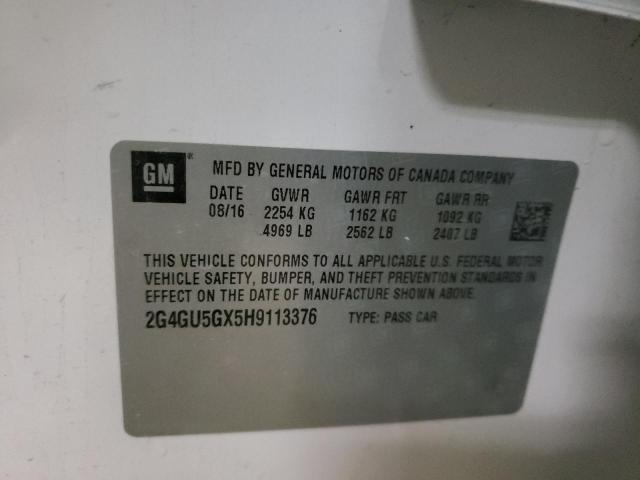 GM
MFD BY GENERAL MOTORS OF CANADA COMPANY
DATE GVWR GAWR FRT GAWR RR
08/16 2254 KG 1162 KG 1092 KG
4969 LB 2562 LB 2407 LB
THIS VEHICLE CONFORMS TO ALL APPLICABLE U.S. FEDERAL MOTOR
VEHICLE SAFETY, BUMPER, AND THEFT PREVENTION STANDARDS IN
EFFECT ON THE DATE OF MANUFACTURE SHOWN ABOVE.
2G4GU5GX5H9113376 TYPE: PASS CAR